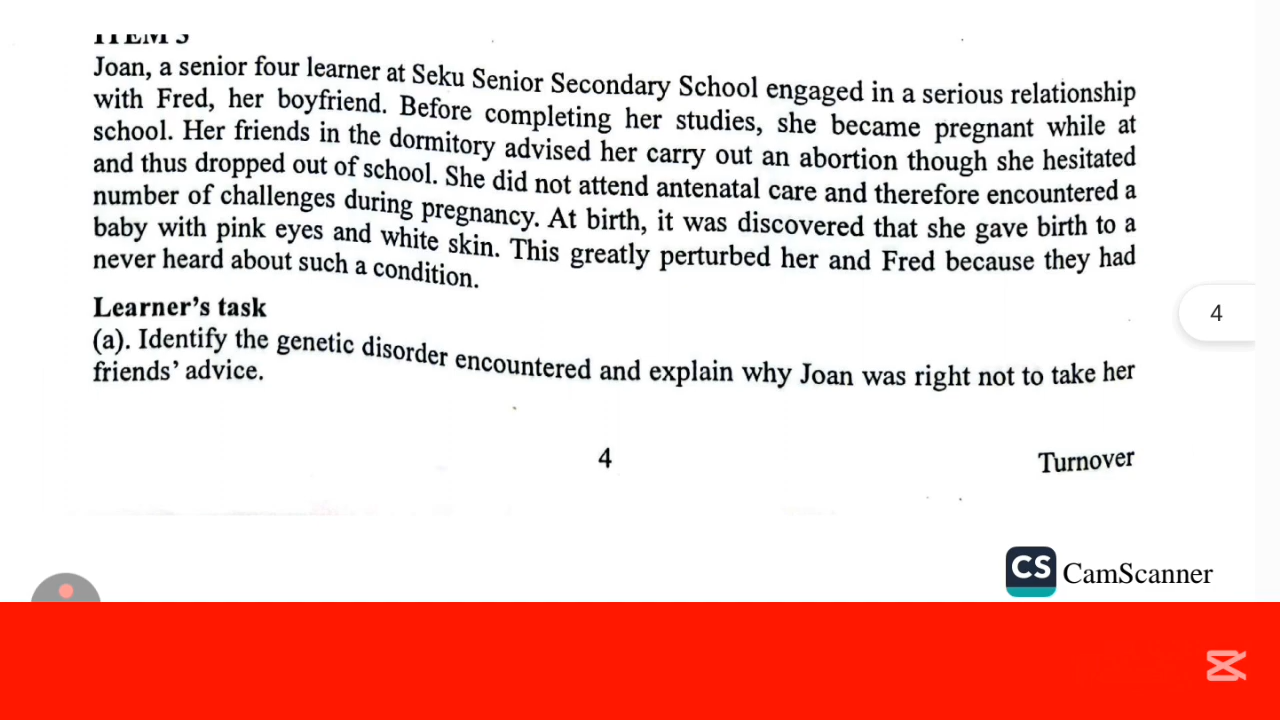 ITEM 3
Joan, a senior four learner at Seku Senior Secondary School engaged in a serious relationship
with Fred, her boyfriend. Before completing her studies, she became pregnant while at
school. Her friends in the dormitory advised her carry out an abortion though she hesitated
and thus dropped out of school. She did not attend antenatal care and therefore encountered a
number of challenges during pregnancy. At birth, it was discovered that she gave birth to a
baby with pink eyes and white skin. This greatly perturbed her and Fred because they had
never heard about such a condition.
Learner's task
(a). Identify the genetic disorder encountered and explain why Joan was right not to take her
friends' advice.
4
4
Turnover
CS CamScanner